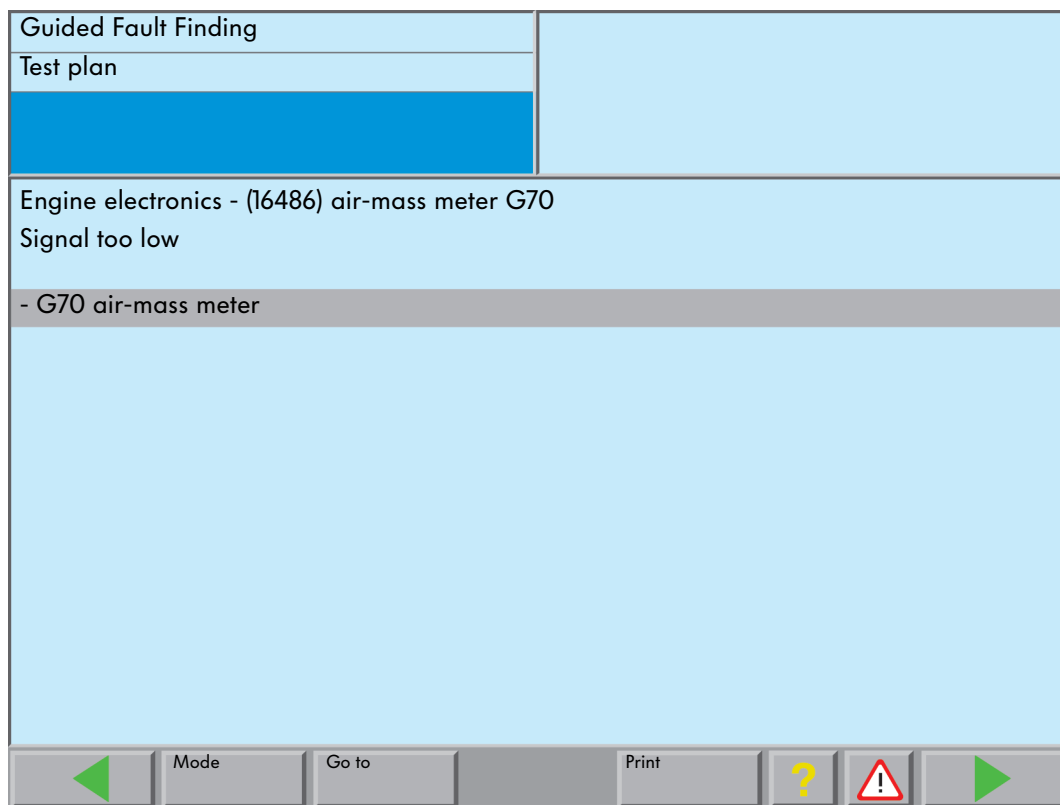 Guided Fault Finding
Test plan
Engine electronics - (16486) air-mass meter G70
Signal too low
- G70 air-mass meter
Mode
Go to
Print
?
!